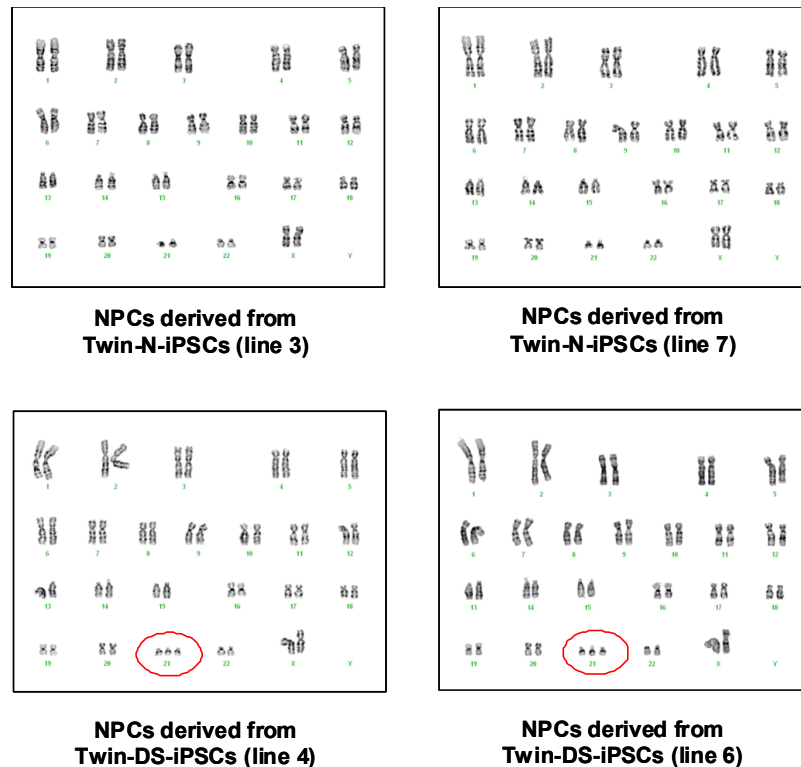 1 2 3 4 5
6 7 8 9 10 11 12
13 14 15 16 17 18
19 20 21 22 X Y
NPCs derived from
Twin-N-iPSCs (line 3)
1 2 3 4 5
6 7 8 9 10 11 12
13 14 15 16 17 18
19 20 21 22 X Y
NPCs derived from
Twin-N-iPSCs (line 7)
1 2 3 4 5
6 7 8 9 10 11 12
13 14 15 16 17 18
19 20 21 22 X Y
NPCs derived from
Twin-DS-iPSCs (line 4)
1 2 3 4 5
6 7 8 9 10 11 12
13 14 15 16 17 18
19 20 21 22 X Y
NPCs derived from
Twin-DS-iPSCs (line 6)